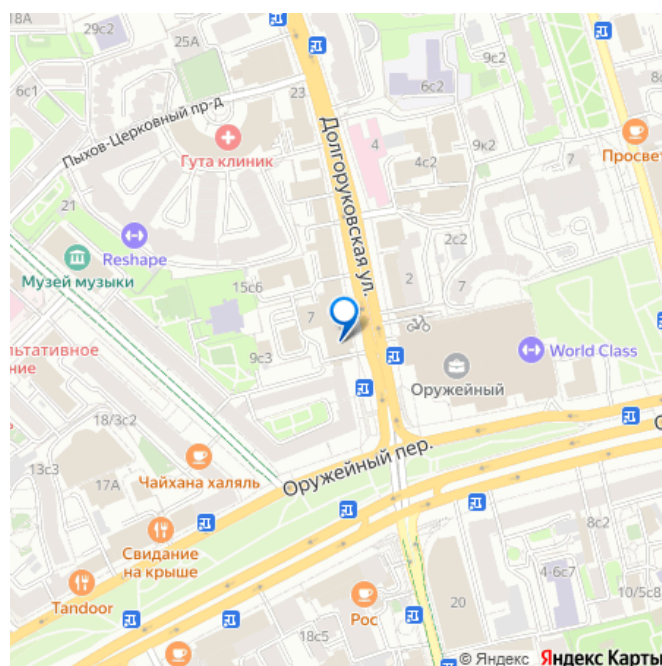 18А
29с2
25А
6с1
23
Пыхов-Церковный пр-д
Гута клиник
Долгоруковская ул.
4
6с2
9с2
4с2
9к2
7
Просвет
21
Reshape
Музей музыки
15с6
2с2
2
7
7
9с3
World Class
Оружейный
18/3с2
13с3
17А
Чайхана халяль
Оружейный пер.
Свидание
на крыше
Tandoor
Рос
18с5
20
8с2
4-6с7
10/5с8
© Яндекс Яндекс Карты